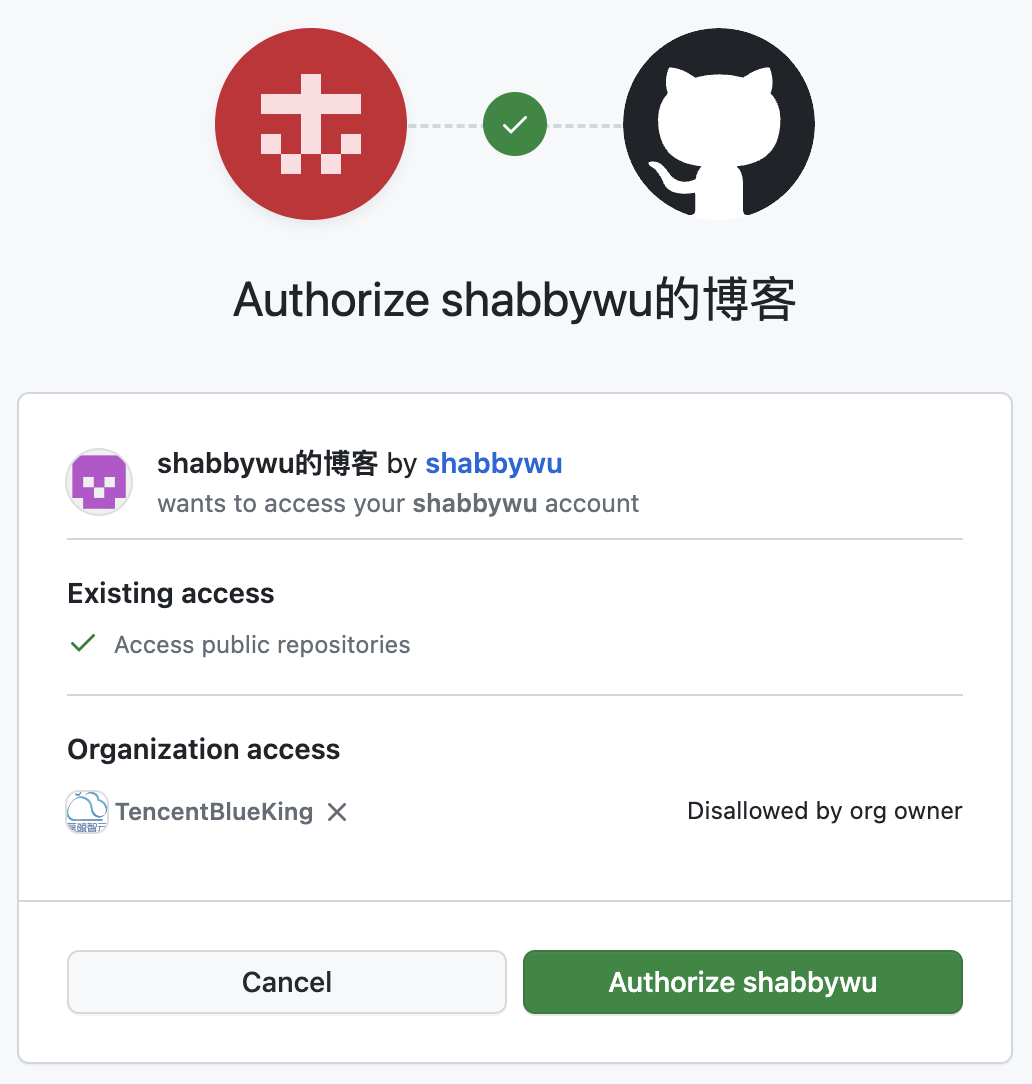 Authorize shabbywu的博客
shabbywu的博客 by shabbywu
wants to access your shabbywu account
Existing access
Access public repositories
Organization access
TencentBlueKing
Disallowed by org owner
Cancel
Authorize shabbywu